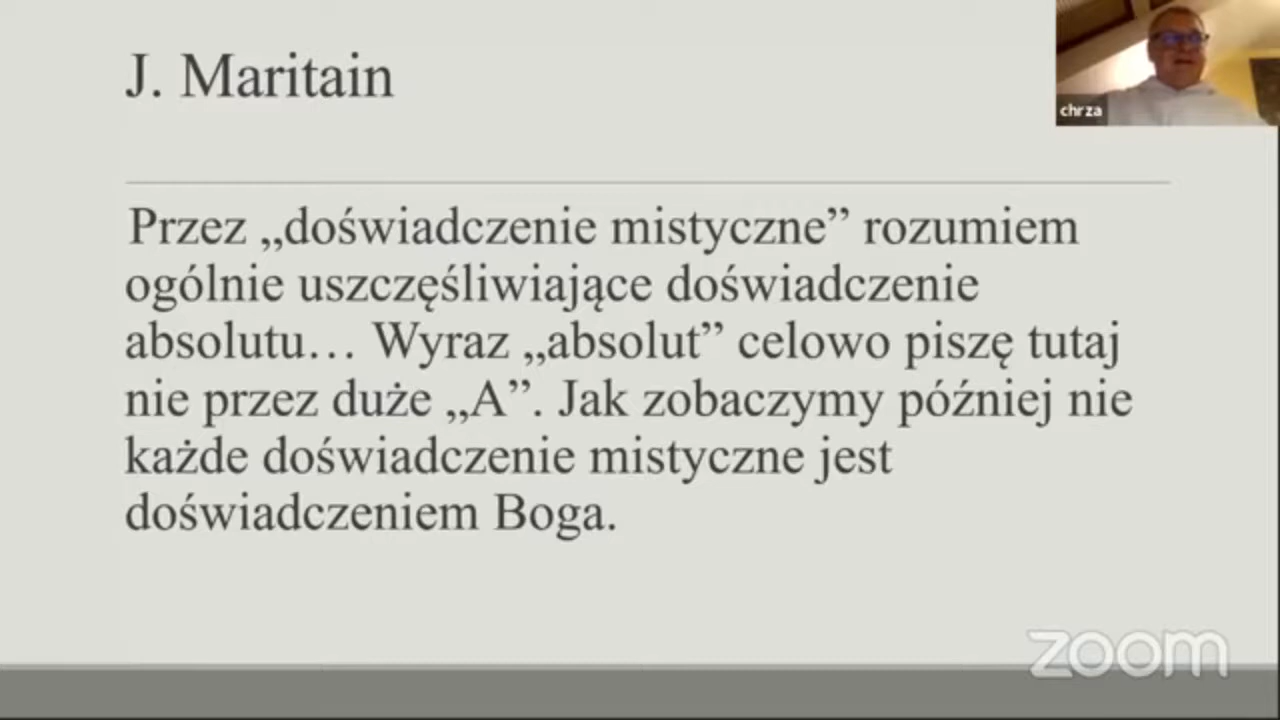 J. Maritain
chrza
Przez „doświadczenie mistyczne” rozumiem
ogólnie uszczęśliwiające doświadczenie
absolutu… Wyraz „absolut” celowo piszę tutaj
nie przez duże „A”. Jak zobaczymy później nie
każde doświadczenie mistyczne jest
doświadczeniem Boga.
zoom